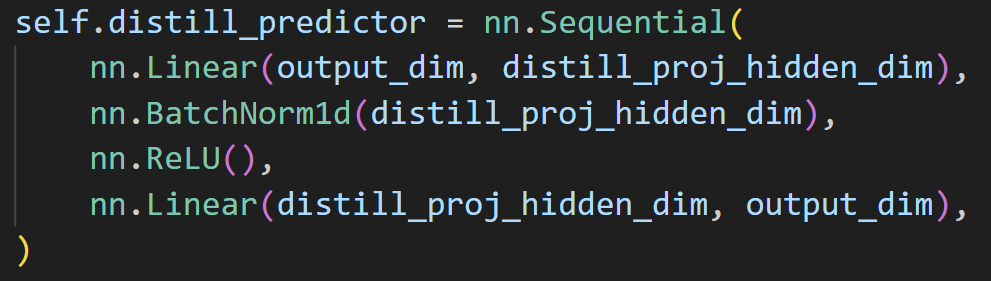 self.distill_predictor = nn.Sequential(
    nn.Linear(output_dim, distill_proj_hidden_dim),
    nn.BatchNorm1d(distill_proj_hidden_dim),
    nn.ReLU(),
    nn.Linear(distill_proj_hidden_dim, output_dim),
)